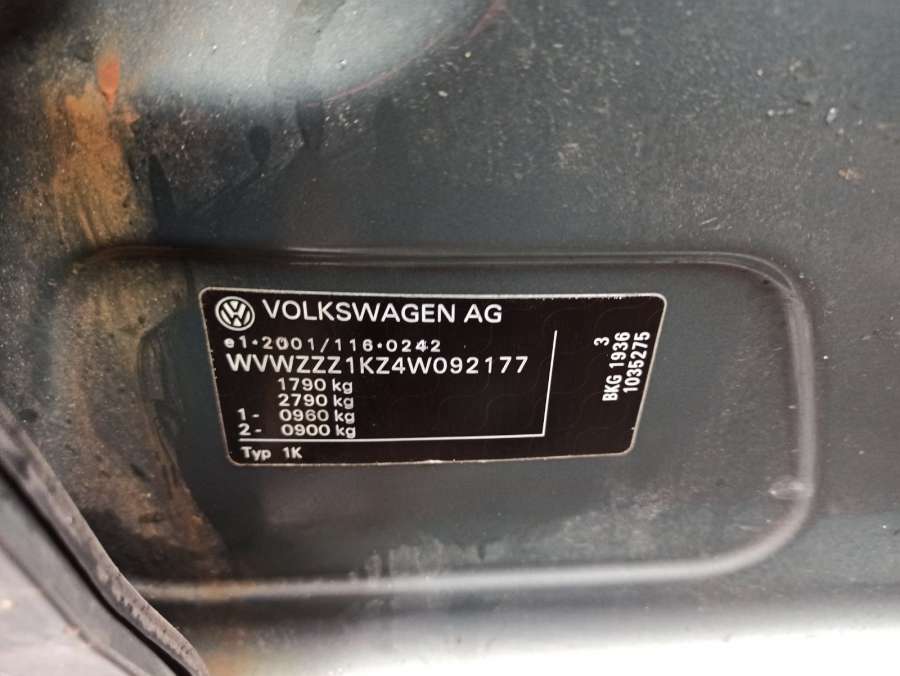 VOLKSWAGEN AG
e1*2001/116*0242
WVWZZZ1KZ4W092177
1790 kg
2790 kg
1- 0960 kg
2- 0900 kg
Typ 1K
3
BKG 1936
1035275